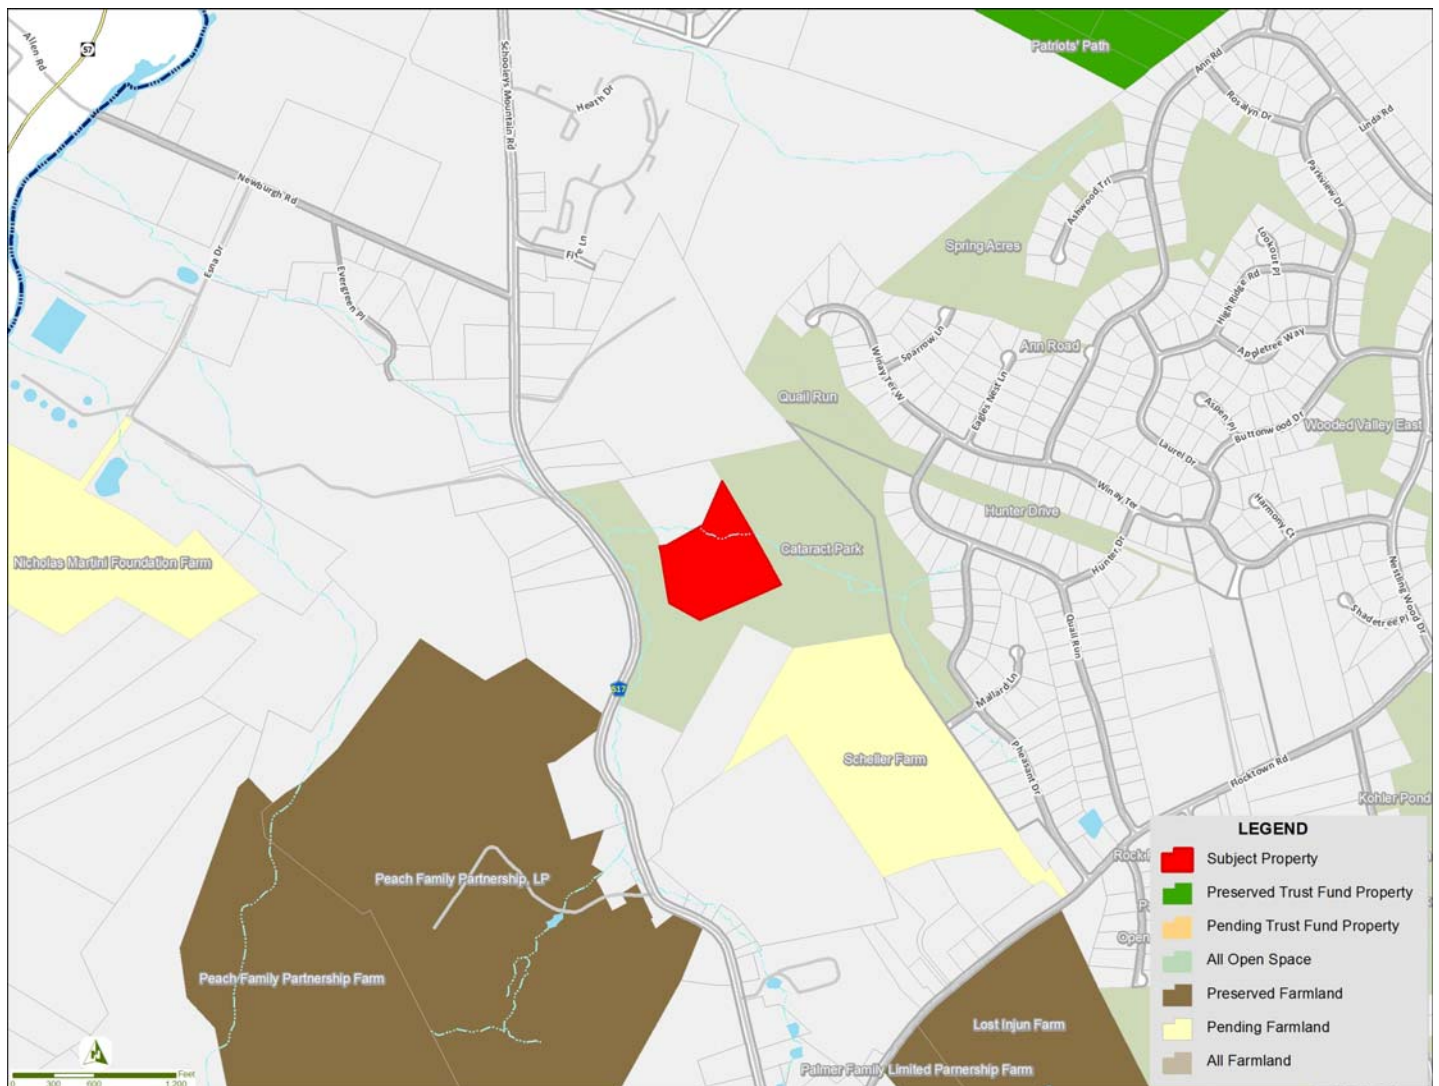 Allen Rd
57
Schooleys Mountain Rd
Heath Dr
Patriots' Path
Ann Rd
Rosalyn Dr
Linda Rd
Parkview Dr
Ashwood Trl
Newburgh Rd
Esna Dr
Evergreen Pl
Fire Ln
Spring Acres
Lookout Pl
High Ridge Rd
Appletree Way
Ann Road
Sparrow Ln
Winay Ter W
Eagles Nest Ln
Quail Run
Aspen Pl
Buttonwood Dr
Wooded Valley East
Laurel Dr
Winay Ter
Harmony Ct
Hunter Drive
Cataract Park
Hunter Dr
Nestling Wood Dr
Nicholas Martini Foundation Farm
Shadetree Pl
Quail Run
Mallard Ln
517
Scheller Farm
Pheasant Dr
Flocktown Rd
Kohler Pond
Peach Family Partnership, LP
Peach Family Partnership Farm
Lost Injun Farm
Palmer Family Limited Parnership Farm
Open
LEGEND
Subject Property
Preserved Trust Fund Property
Pending Trust Fund Property
All Open Space
Preserved Farmland
Pending Farmland
All Farmland
N
Feet
0 300 600 1,200